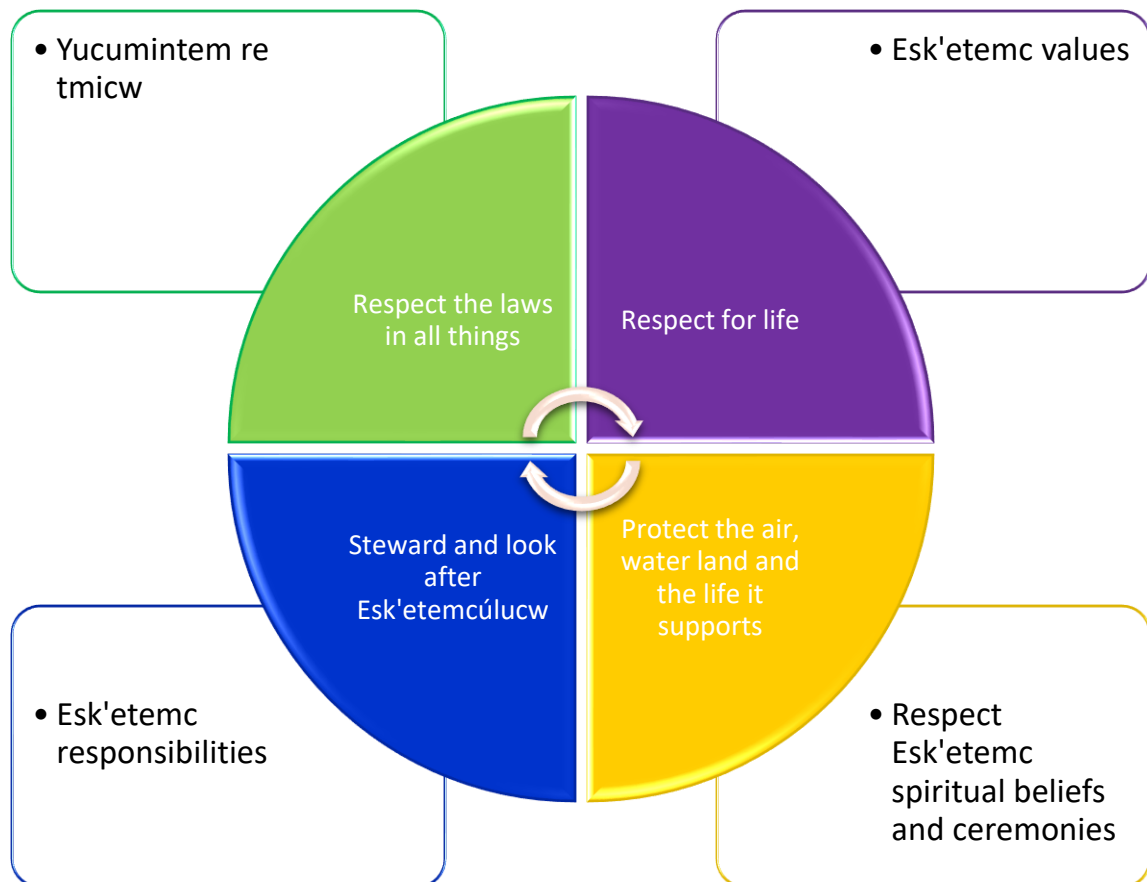 • Yucumintem re
tmicw
• Esk'etemc values
Respect the laws
in all things
Respect for life
Steward and look
after
Esk'etemcúlucw
Protect the air,
water land and
the life it
supports
• Esk'etemc
responsibilities
• Respect
Esk'etemc
spiritual beliefs
and ceremonies